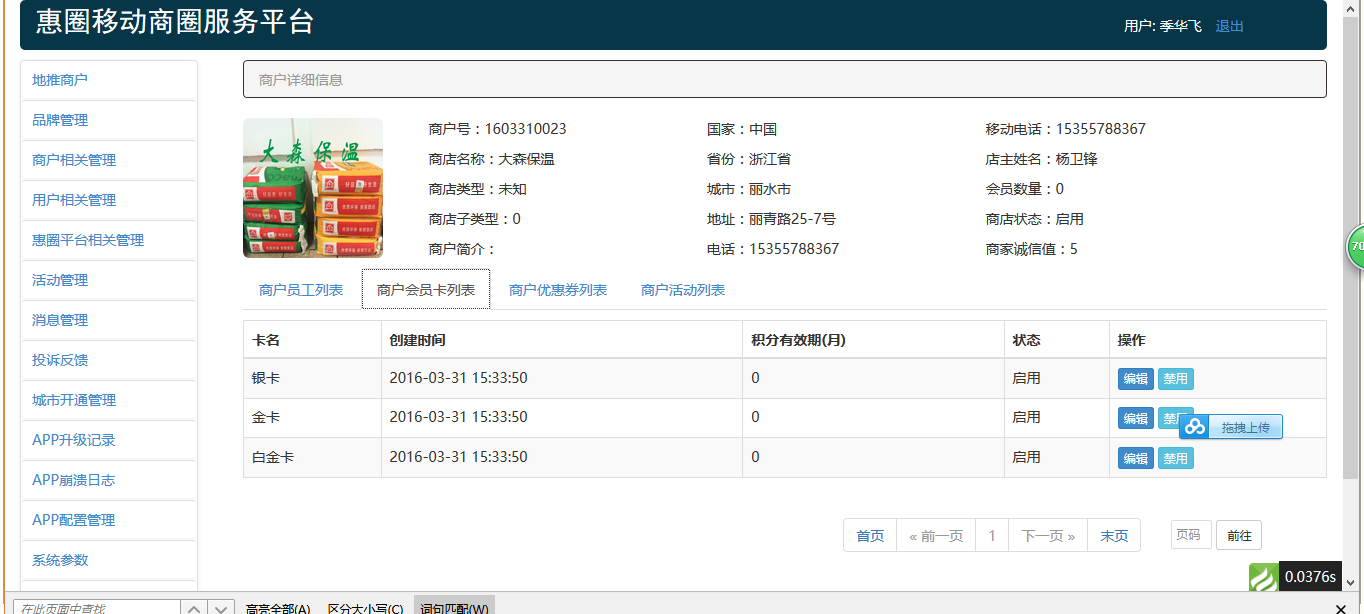 惠圈移动商圈服务平台
用户: 季华飞 退出
地推商户
品牌管理
商户相关管理
用户相关管理
惠圈平台相关管理
活动管理
消息管理
投诉反馈
城市开通管理
APP升级记录
APP崩溃日志
APP配置管理
系统参数
商户详细信息
大森保温
商户号：1603310023 国家：中国 移动电话：15355788367
商店名称：大森保温 省份：浙江省 店主姓名：杨卫锋
商店类型：未知 城市：丽水市 会员数量：0
商店子类型：0 地址：丽青路25-7号 商店状态：启用
商户简介： 电话：15355788367 商家诚信值：5
商户员工列表 商户会员卡列表 商户优惠券列表 商户活动列表
卡名 创建时间 积分有效期(月) 状态 操作
银卡 2016-03-31 15:33:50 0 启用 编辑 禁用
金卡 2016-03-31 15:33:50 0 启用 编辑
拖拽上传
白金卡 2016-03-31 15:33:50 0 启用 编辑 禁用
首页 « 前一页 1 下一页 » 末页 页码 前往
70
0.0376s
在此页面中查找 高亮全部(A) 区分大小写(C) 词句匹配(W)